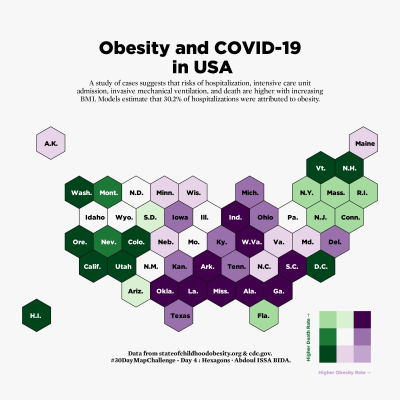 Obesity and COVID-19
in USA
A study of cases suggests that risks of hospitalization, intensive care unit
admission, invasive mechanical ventilation, and death are higher with increasing
BMI. Models estimate that 30.2% of hospitalizations were attributed to obesity.
A.K. Maine
Vt. N.H.
Wash. Mont. N.D. Minn. Wis. Mich. N.Y. Mass. R.I.
Idaho Wyo. S.D. Iowa Ill. Ind. Ohio Pa. N.J. Conn.
Ore. Nev. Colo. Neb. Mo. Ky. W.Va. Va. Md. Del.
Calif. Utah N.M. Kan. Ark. Tenn. N.C. S.C. D.C.
Ariz. Okla. La. Miss. Ala. Ga.
H.I. Texas Fla.
Higher Death Rate →
Higher Obesity Rate →
Data from stateofchildhoodobesity.org & cdc.gov.
#30DayMapChallenge - Day 4 : Hexagons · Abdoul ISSA BIDA.